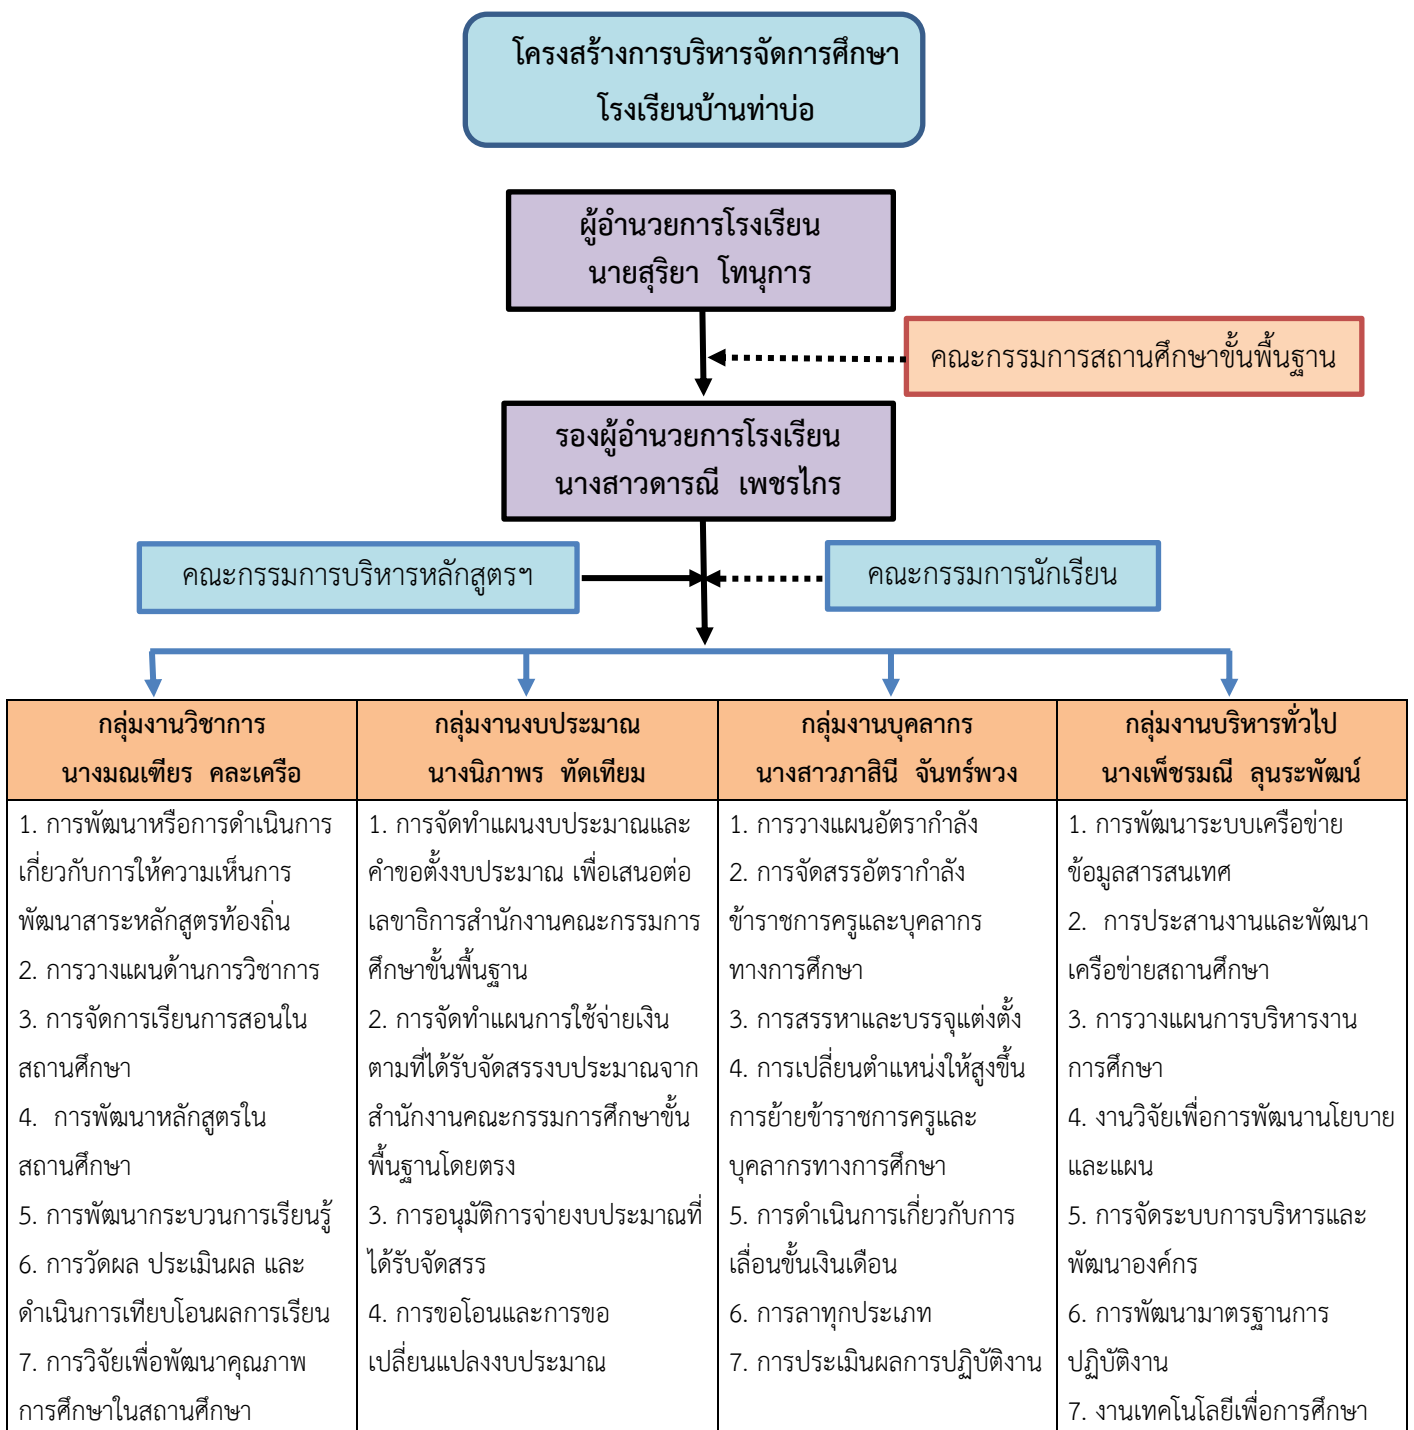 โครงสร้างการบริหารจัดการศึกษา
โรงเรียนบ้านท่าบ่อ
ผู้อำนวยการโรงเรียน
นายสุริยา โทนุการ
คณะกรรมการสถานศึกษาขั้นพื้นฐาน
รองผู้อำนวยการโรงเรียน
นางสาวดารณี เพชรไกร
คณะกรรมการบริหารหลักสูตรฯ
คณะกรรมการนักเรียน
กลุ่มงานวิชาการ
นางมณเฑียร คละเครือ
1. การพัฒนาหรือการดำเนินการ
เกี่ยวกับการให้ความเห็นการ
พัฒนาสาระหลักสูตรท้องถิ่น
2. การวางแผนด้านการวิชาการ
3. การจัดการเรียนการสอนใน
สถานศึกษา
4. การพัฒนาหลักสูตรใน
สถานศึกษา
5. การพัฒนากระบวนการเรียนรู้
6. การวัดผล ประเมินผล และ
ดำเนินการเทียบโอนผลการเรียน
7. การวิจัยเพื่อพัฒนาคุณภาพ
การศึกษาในสถานศึกษา
กลุ่มงานงบประมาณ
นางนิภาพร ทัดเทียม
1. การจัดทำแผนงบประมาณและ
คำขอตั้งงบประมาณ เพื่อเสนอต่อ
เลขาธิการสำนักงานคณะกรรมการ
ศึกษาขั้นพื้นฐาน
2. การจัดทำแผนการใช้จ่ายเงิน
ตามที่ได้รับจัดสรรงบประมาณจาก
สำนักงานคณะกรรมการศึกษาขั้น
พื้นฐานโดยตรง
3. การอนุมัติการจ่ายงบประมาณที่
ได้รับจัดสรร
4. การขอโอนและการขอ
เปลี่ยนแปลงงบประมาณ
กลุ่มงานบุคลากร
นางสาวภาสินี จันทร์พวง
1. การวางแผนอัตรากำลัง
2. การจัดสรรอัตรากำลัง
ข้าราชการครูและบุคลากร
ทางการศึกษา
3. การสรรหาและบรรจุแต่งตั้ง
4. การเปลี่ยนตำแหน่งให้สูงขึ้น
การย้ายข้าราชการครูและ
บุคลากรทางการศึกษา
5. การดำเนินการเกี่ยวกับการ
เลื่อนขั้นเงินเดือน
6. การลาทุกประเภท
7. การประเมินผลการปฏิบัติงาน
กลุ่มงานบริหารทั่วไป
นางเพ็ชรมณี ลุนระพัฒน์
1. การพัฒนาระบบเครือข่าย
ข้อมูลสารสนเทศ
2. การประสานงานและพัฒนา
เครือข่ายสถานศึกษา
3. การวางแผนการบริหารงาน
การศึกษา
4. งานวิจัยเพื่อการพัฒนานโยบาย
และแผน
5. การจัดระบบการบริหารและ
พัฒนาองค์กร
6. การพัฒนามาตรฐานการ
ปฏิบัติงาน
7. งานเทคโนโลยีเพื่อการศึกษา